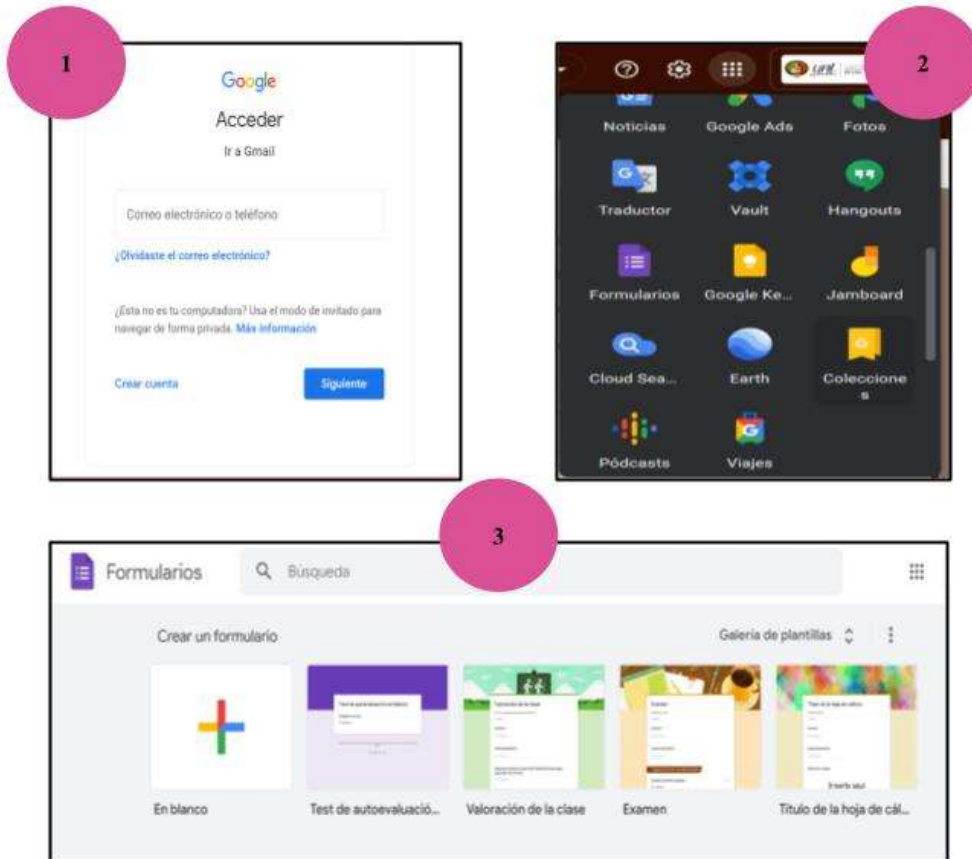 1
Google
Acceder
Ir a Gmail
Correo electrónico o teléfono
¿Olvidaste el correo electrónico?
¿Esta no es tu computadora? Usa el modo de invitado para
navegar de forma privada. Más información
Crear cuenta
Siguiente
2
Noticias
Google Ads
Fotos
Traductor
Vault
Hangouts
Formularios
Google Ke...
Jamboard
Cloud Sea...
Earth
Coleccione
s
Pódcasts
Viajes
3
Formularios
Búsqueda
Crear un formulario
Galería de plantillas
En blanco
Test de autoevaluació...
Valoración de la clase
Examen
Título de la hoja de cál...